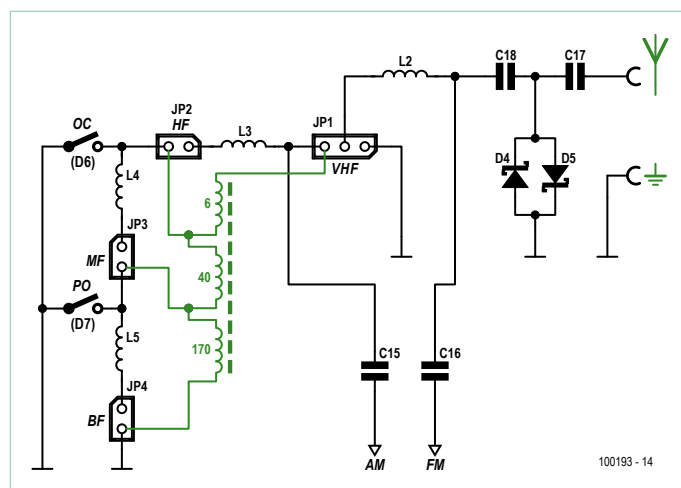 C18
C17
L2
OC
JP2
HF
JP1
L3
(D6)
VHF
D4
D5
L4
6
JP3
MF
40
PO
(D7)
L5
170
C15
C16
JP4
BF
AM
FM
100193 - 14